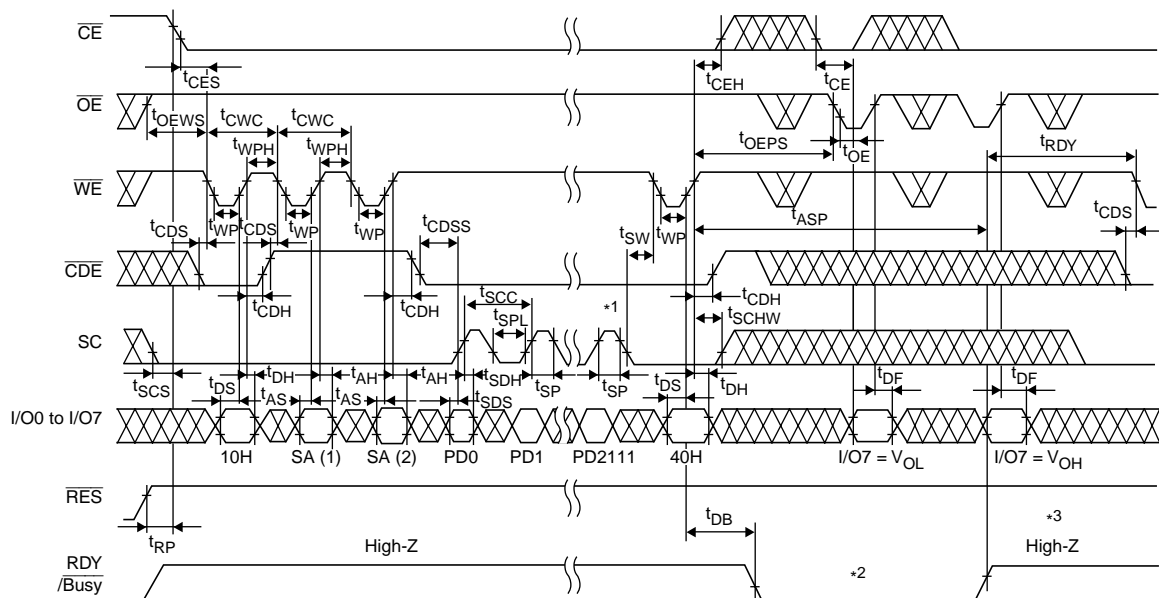 CE
tCES tCEH tCE
OE
tOEWS tCWC tCWC
tWPH tWPH tOEPS tOE tRDY
WE
tCDS tWP tCDS tWP tWP tCDSS tSW tWP tASP tCDS
CDE
tCDH tCDH tSCC *1 tCDH
tSPL tSCHW
SC
tSCS tDS tDH tAS tAH tAS tAH tSDH tSDS tSP tSP tDS tDH tDF tDF
I/O0 to I/O7
10H SA (1) SA (2) PD0 PD1 PD2111 40H I/O7 = VOL I/O7 = VOH
RES
tRP tDB *3
RDY
/Busy
High-Z *2 High-Z